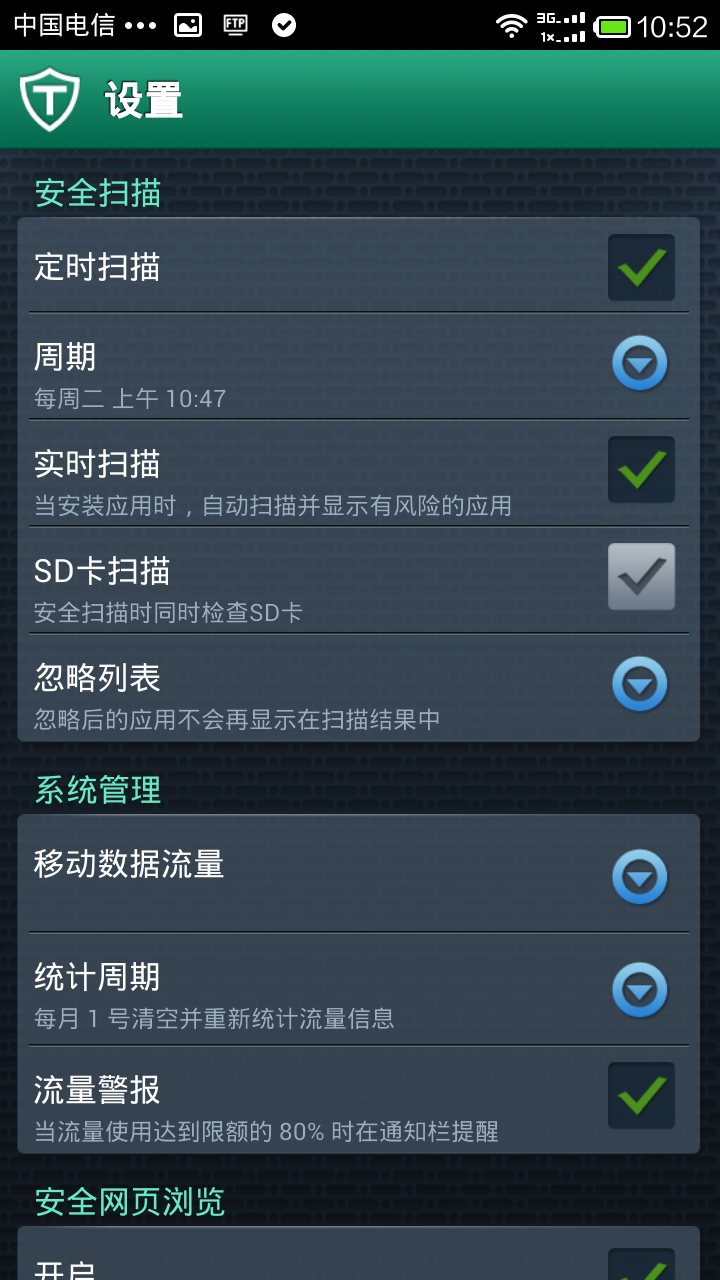 中国电信 ••• FTP 3G 1X 10:52
T 设置
安全扫描
定时扫描
周期
每周二 上午 10:47
实时扫描
当安装应用时，自动扫描并显示有风险的应用
SD卡扫描
安全扫描时同时检查SD卡
忽略列表
忽略后的应用不会再显示在扫描结果中
系统管理
移动数据流量
统计周期
每月 1 号清空并重新统计流量信息
流量警报
当流量使用达到限额的 80% 时在通知栏提醒
安全网页浏览
开启